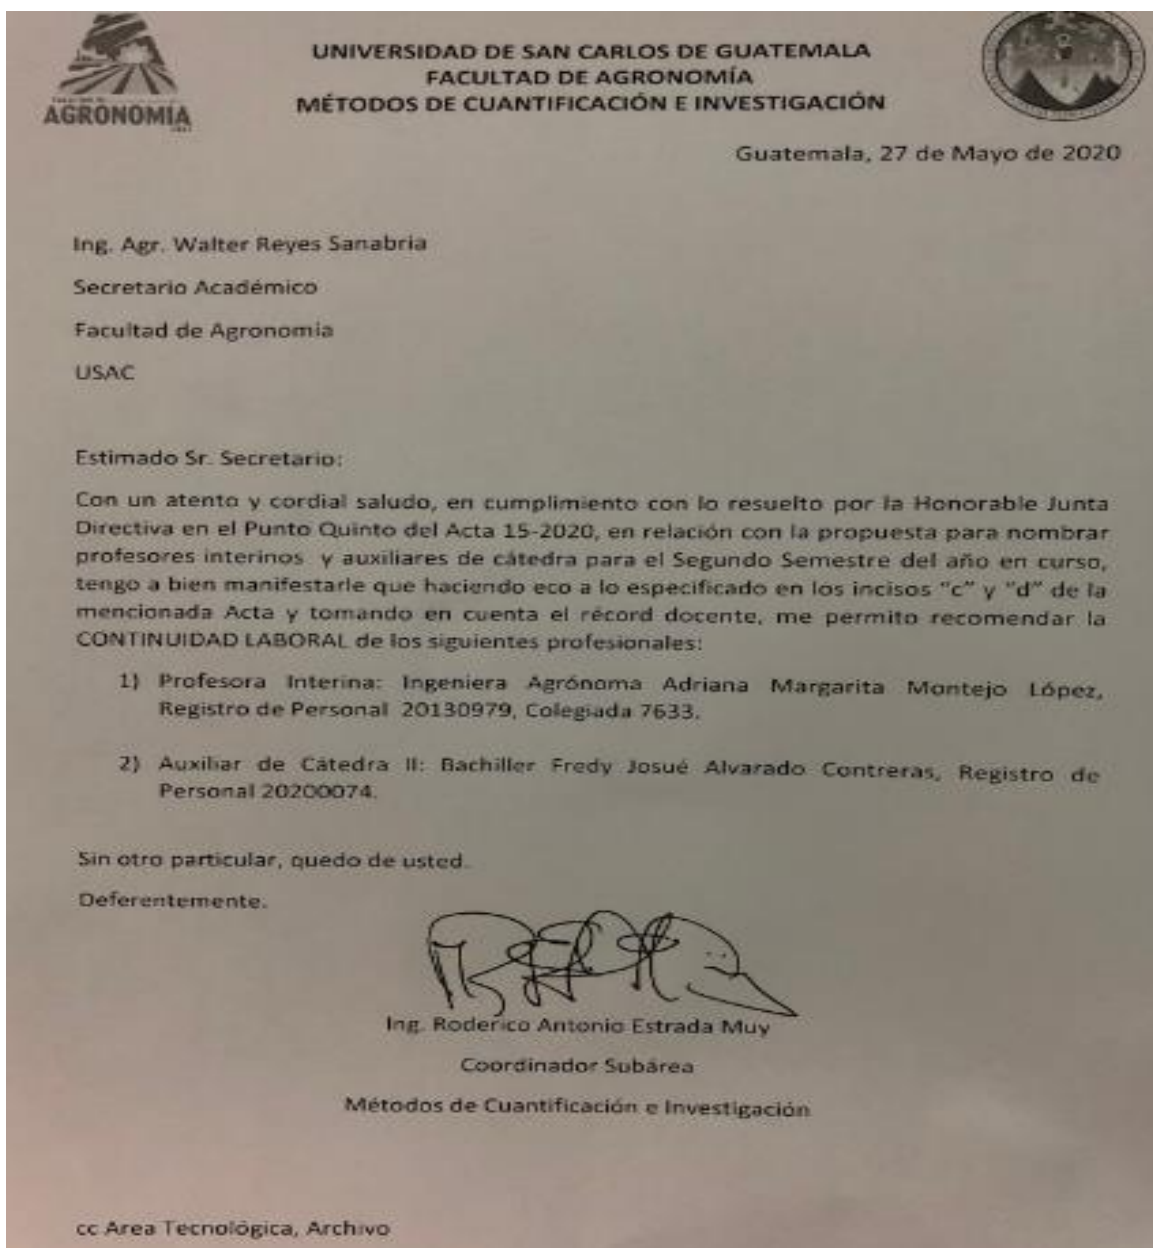 UNIVERSIDAD DE SAN CARLOS DE GUATEMALA
FACULTAD DE AGRONOMÍA
MÉTODOS DE CUANTIFICACIÓN E INVESTIGACIÓN
AGRONOMIA
Guatemala, 27 de Mayo de 2020
Ing. Agr. Walter Reyes Sanabria
Secretario Académico
Facultad de Agronomia
USAC
Estimado Sr. Secretario:
Con un atento y cordial saludo, en cumplimiento con lo resuelto por la Honorable Junta
Directiva en el Punto Quinto del Acta 15-2020, en relación con la propuesta para nombrar
profesores interinos y auxiliares de cátedra para el Segundo Semestre del año en curso,
tengo a bien manifestarle que haciendo eco a lo especificado en los incisos "c" y "d" de la
mencionada Acta y tomando en cuenta el récord docente, me permito recomendar la
CONTINUIDAD LABORAL de los siguientes profesionales:
1) Profesora Interina: Ingeniera Agrónoma Adriana Margarita Montejo López,
Registro de Personal 20130979, Colegiada 7633.
2) Auxiliar de Cátedra II: Bachiller Fredy Josué Alvarado Contreras, Registro de
Personal 20200074.
Sin otro particular, quedo de usted.
Deferentemente.
Ing. Roderico Antonio Estrada Muy
Coordinador Subárea
Métodos de Cuantificación e Investigación
cc Area Tecnológica, Archivo